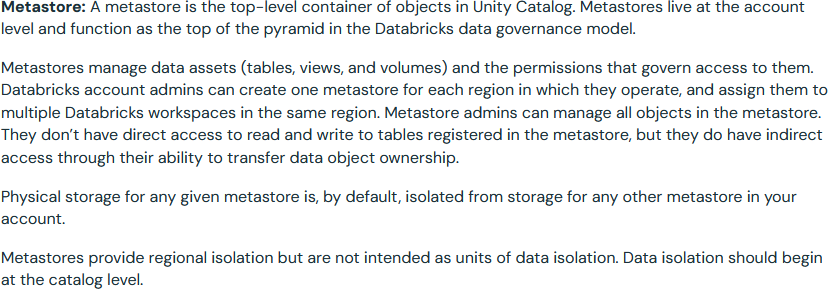 Metastore: A metastore is the top-level container of objects in Unity Catalog. Metastores live at the account
level and function as the top of the pyramid in the Databricks data governance model.
Metastores manage data assets (tables, views, and volumes) and the permissions that govern access to them.
Databricks account admins can create one metastore for each region in which they operate, and assign them to
multiple Databricks workspaces in the same region. Metastore admins can manage all objects in the metastore.
They don’t have direct access to read and write to tables registered in the metastore, but they do have indirect
access through their ability to transfer data object ownership.
Physical storage for any given metastore is, by default, isolated from storage for any other metastore in your
account.
Metastores provide regional isolation but are not intended as units of data isolation. Data isolation should begin
at the catalog level.